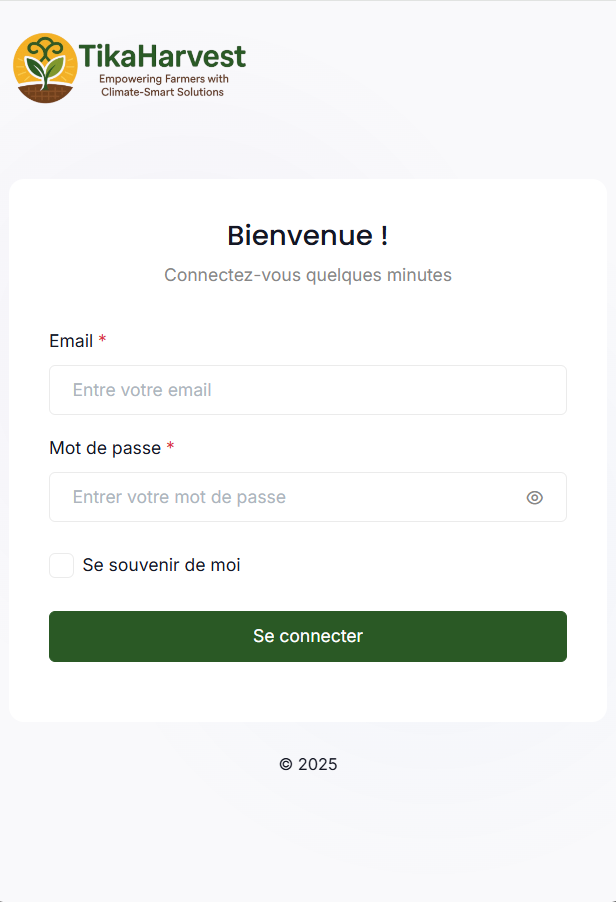 TikaHarvest
Empowering Farmers with
Climate-Smart Solutions
Bienvenue !
Connectez-vous quelques minutes
Email *
Entre votre email
Mot de passe *
Entrer votre mot de passe
Se souvenir de moi
Se connecter
© 2025